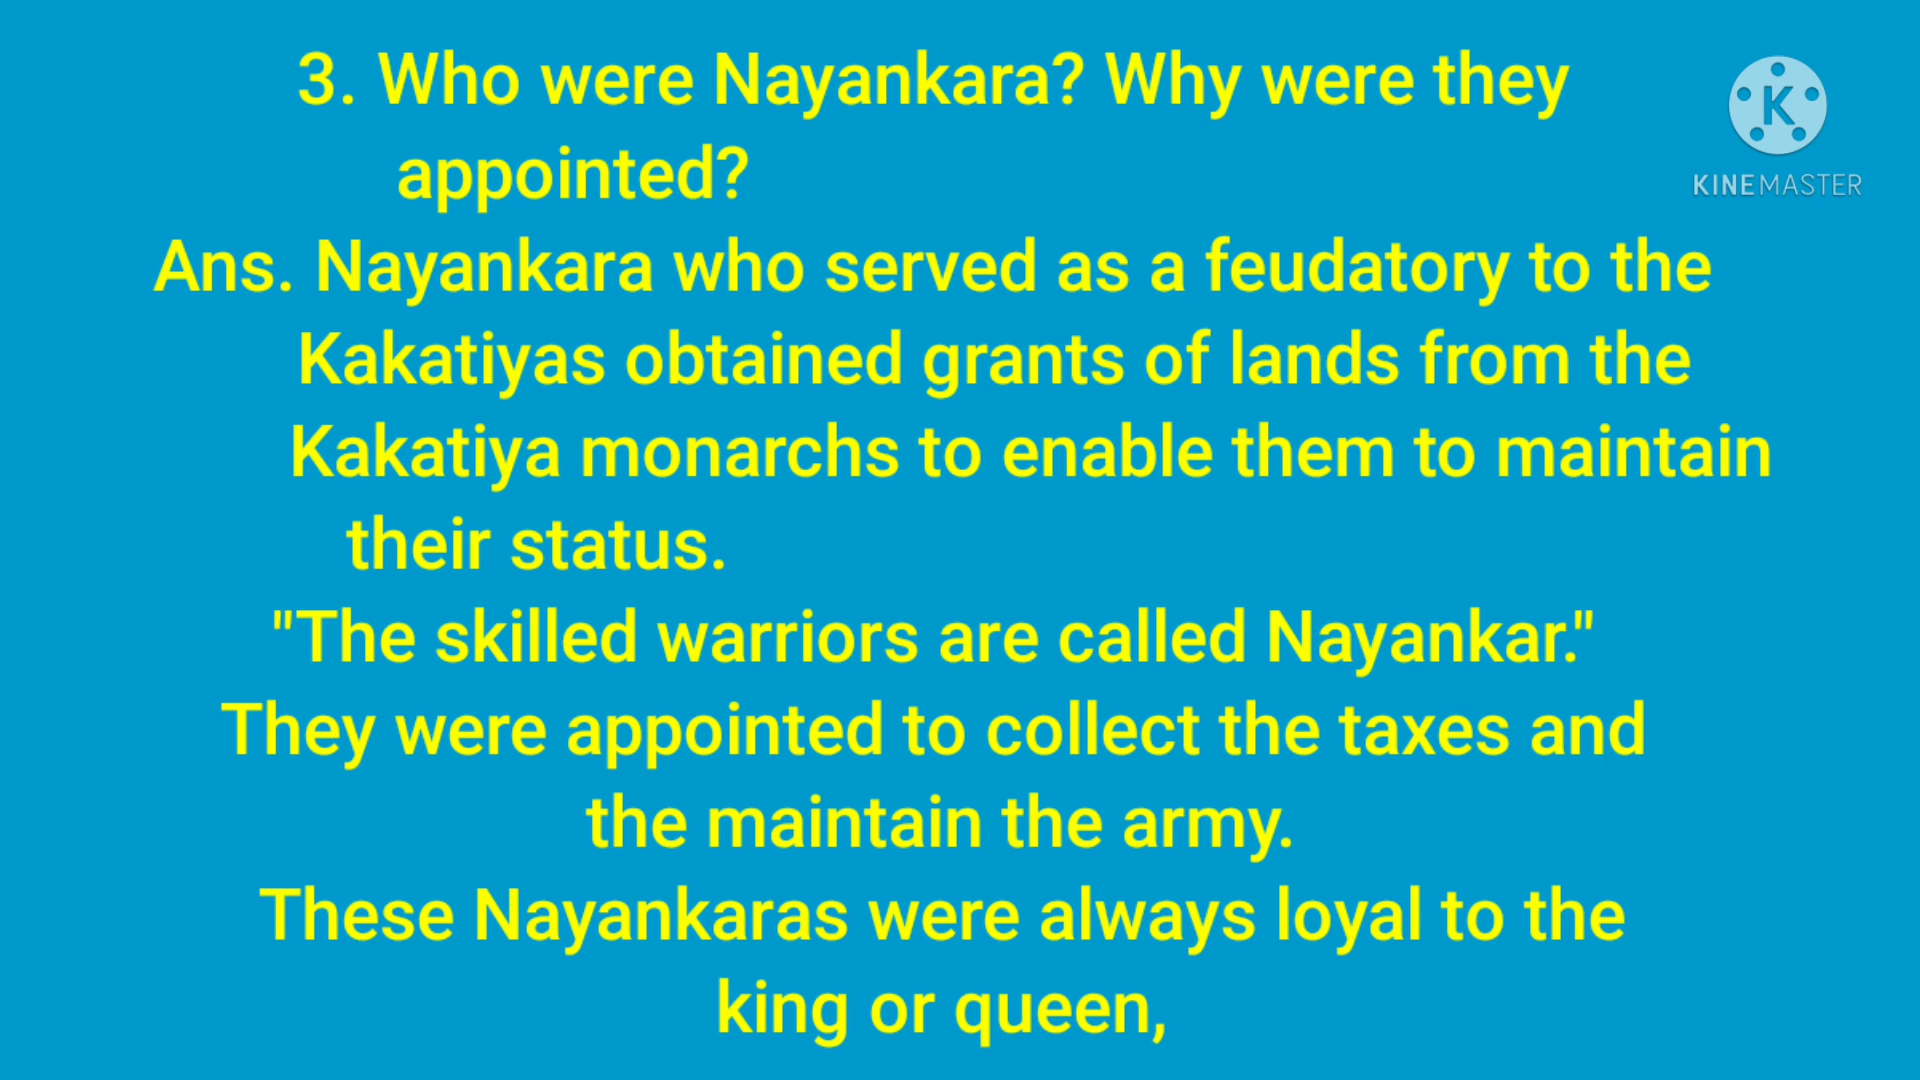 3. Who were Nayankara? Why were they
appointed?
Ans. Nayankara who served as a feudatory to the
Kakatiyas obtained grants of lands from the
Kakatiya monarchs to enable them to maintain
their status.
"The skilled warriors are called Nayankar."
They were appointed to collect the taxes and
the maintain the army.
These Nayankaras were always loyal to the
king or queen,
K
KINEMASTER